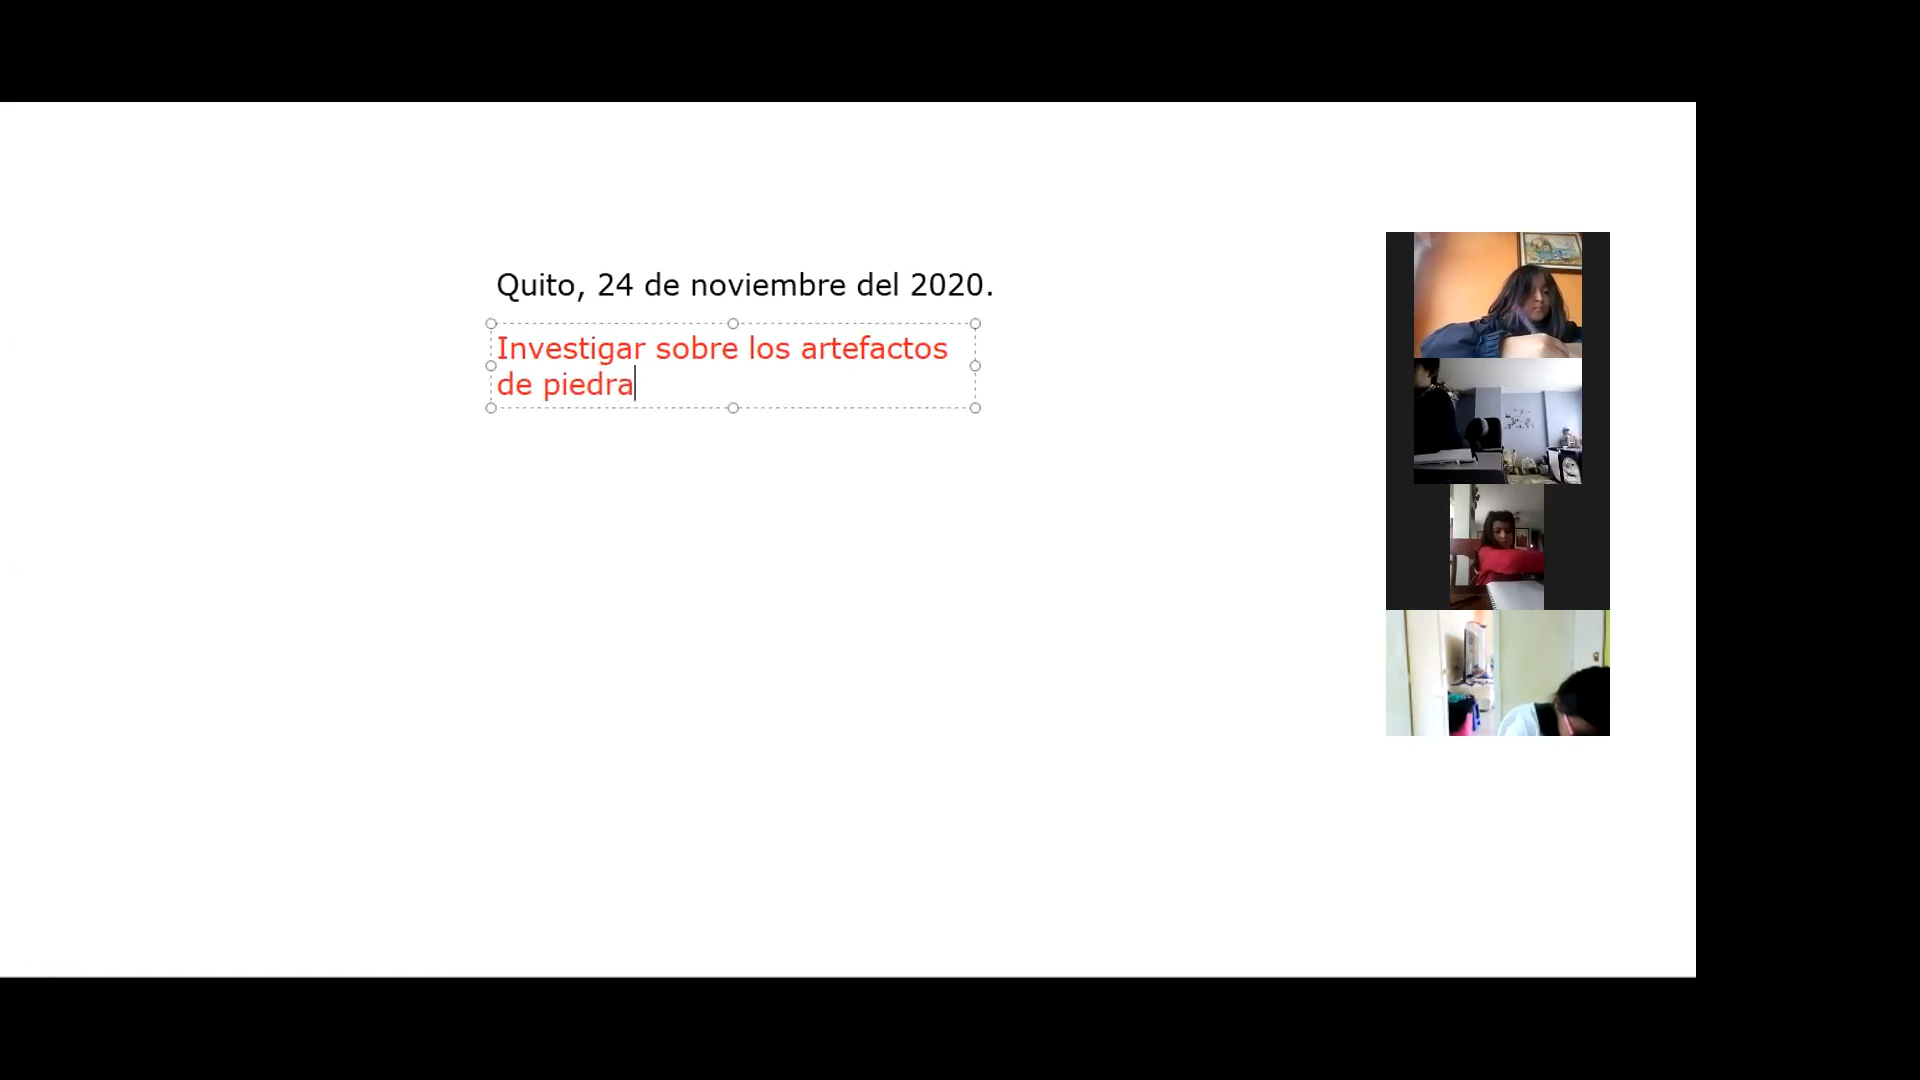 Quito, 24 de noviembre del 2020.
Investigar sobre los artefactos
de piedra